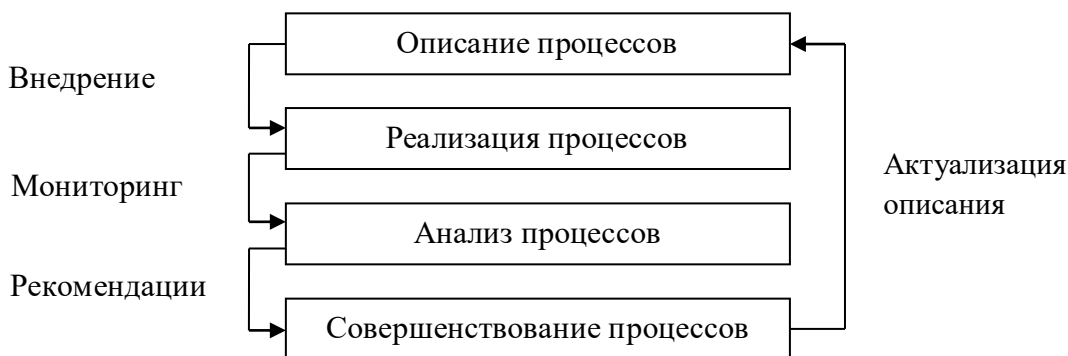 Описание процессов
Внедрение
Реализация процессов
Мониторинг
Актуализация
описания
Анализ процессов
Рекомендации
Совершенствование процессов